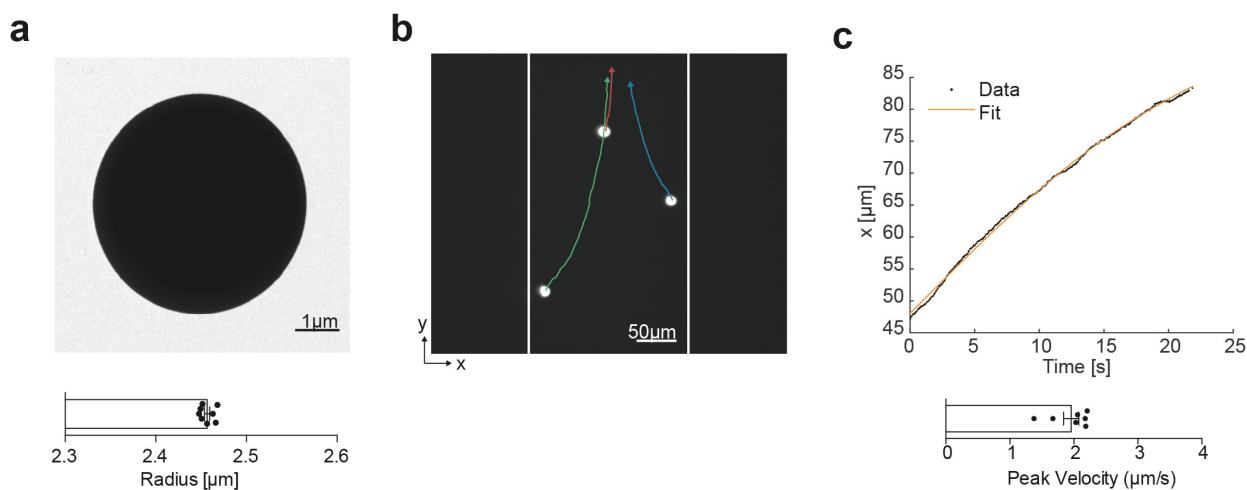 a
1µm
2.3 2.4 2.5 2.6
Radius [µm]
b
50µm
y
x
c
85
80
75
70
65
60
55
50
45
x [µm]
Data
Fit
0 5 10 15 20 25
Time [s]
0 1 2 3 4
Peak Velocity (µm/s)